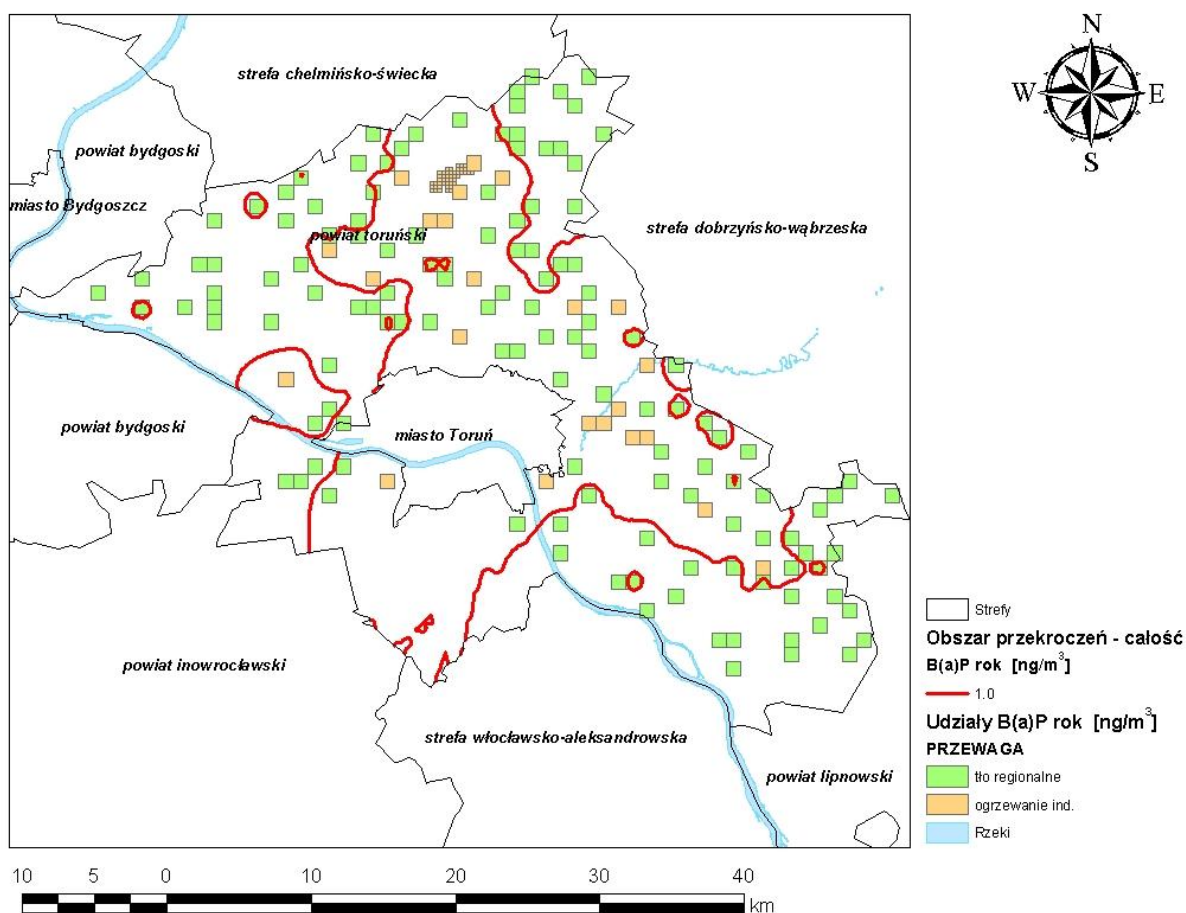 N
W
E
S
strefa chelmińsko-świecka
powiat bydgoski
miasto Bydgoszcz
powiat toruński
strefa dobrzyńsko-wąbrzeska
powiat bydgoski
miasto Toruń
powiat inowrocławski
strefa włocławsko-aleksandrowska
powiat lipnowski
Strefy
Obszar przekroczeń - całość
B(a)P rok [ng/m³]
1.0
Udziały B(a)P rok [ng/m³]
PRZEWAGA
tło regionalne
ogrzewanie ind.
Rzeki
10 5 0 10 20 30 40
km